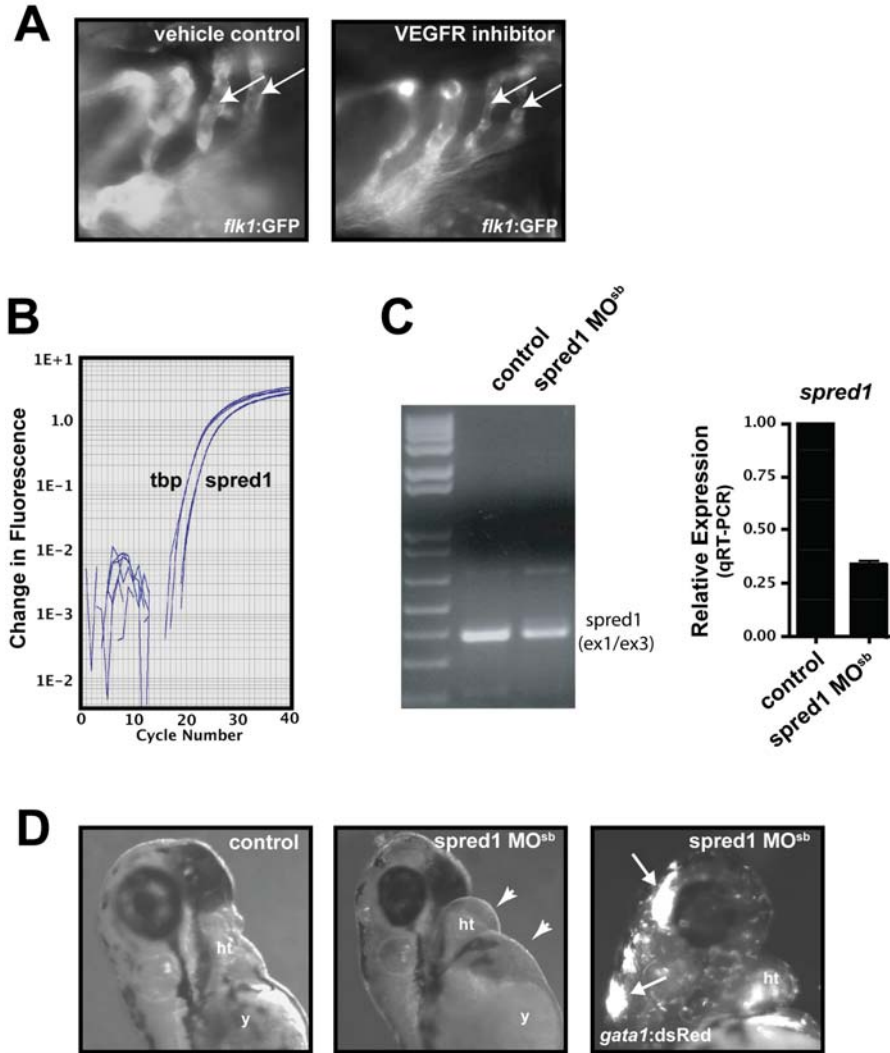 A
vehicle control
VEGFR inhibitor
flk1:GFP
flk1:GFP
B
1E+1
1.0
1E-1
1E-2
1E-3
1E-2
Change in Fluorescence
tbp
spred1
0
10
20
30
40
Cycle Number
C
control
spred1 MOsb
spred1
(ex1/ex3)
spred1
1.00
0.75
0.50
0.25
0.00
Relative Expression
(qRT-PCR)
control
spred1 MOsb
D
control
ht
y
spred1 MOsb
ht
y
spred1 MOsb
ht
gata1:dsRed